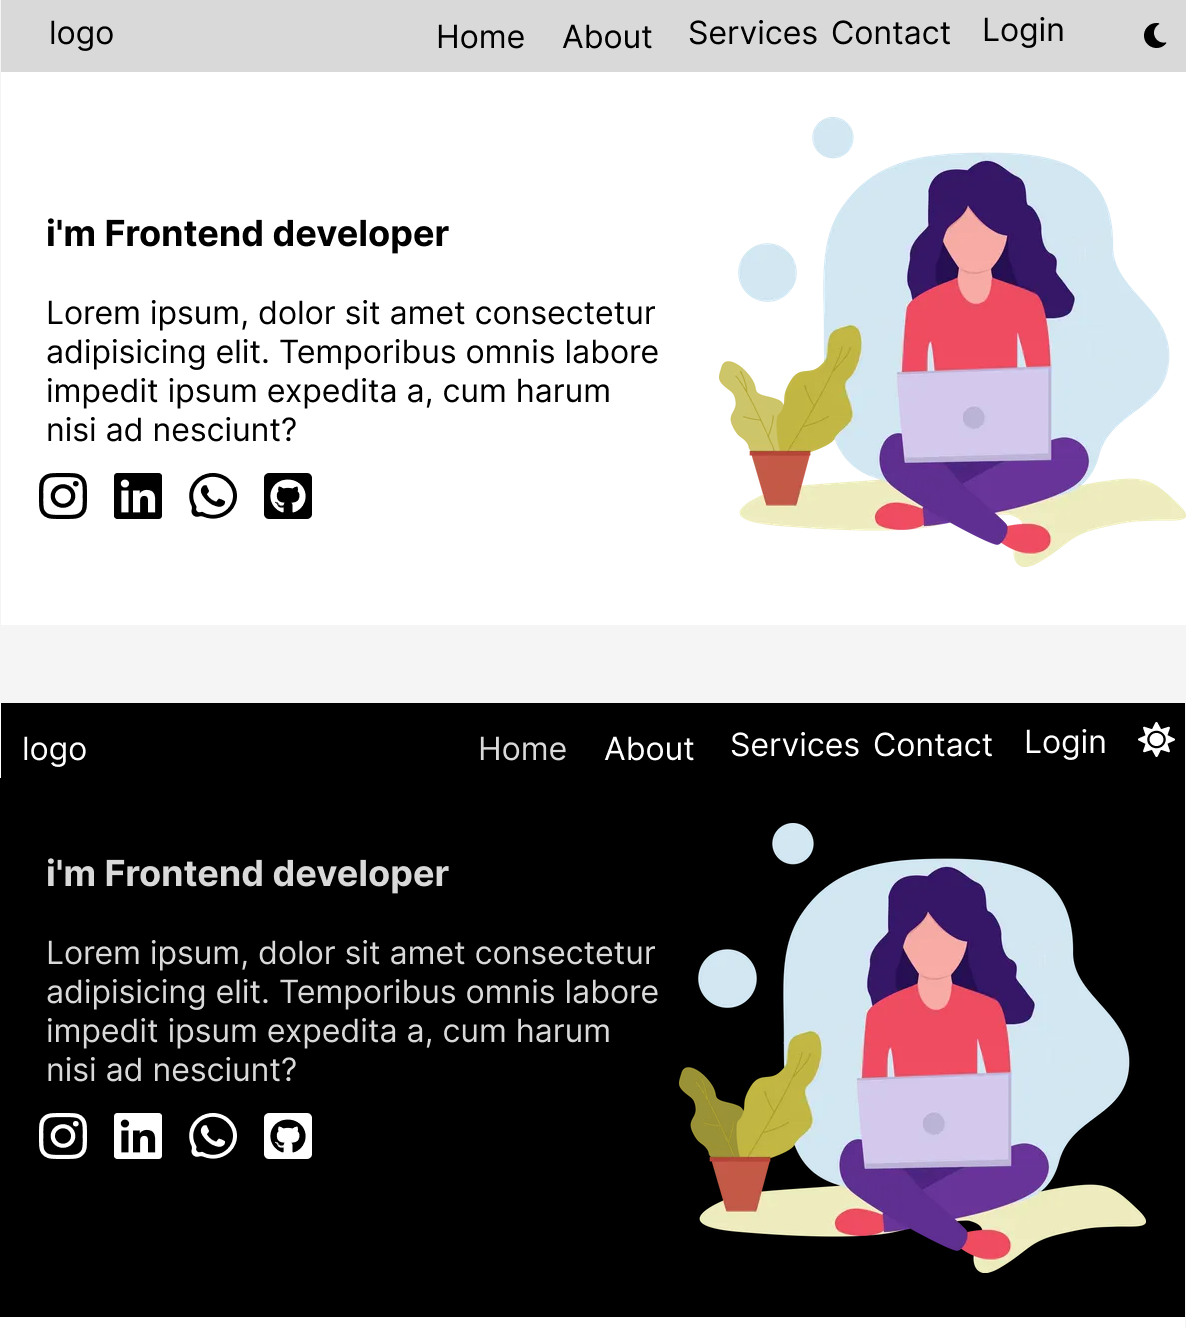 logo Home About Services Contact Login
i'm Frontend developer
Lorem ipsum, dolor sit amet consectetur
adipisicing elit. Temporibus omnis labore
impedit ipsum expedita a, cum harum
nisi ad nesciunt?
in
logo Home About Services Contact Login
i'm Frontend developer
Lorem ipsum, dolor sit amet consectetur
adipisicing elit. Temporibus omnis labore
impedit ipsum expedita a, cum harum
nisi ad nesciunt?
in